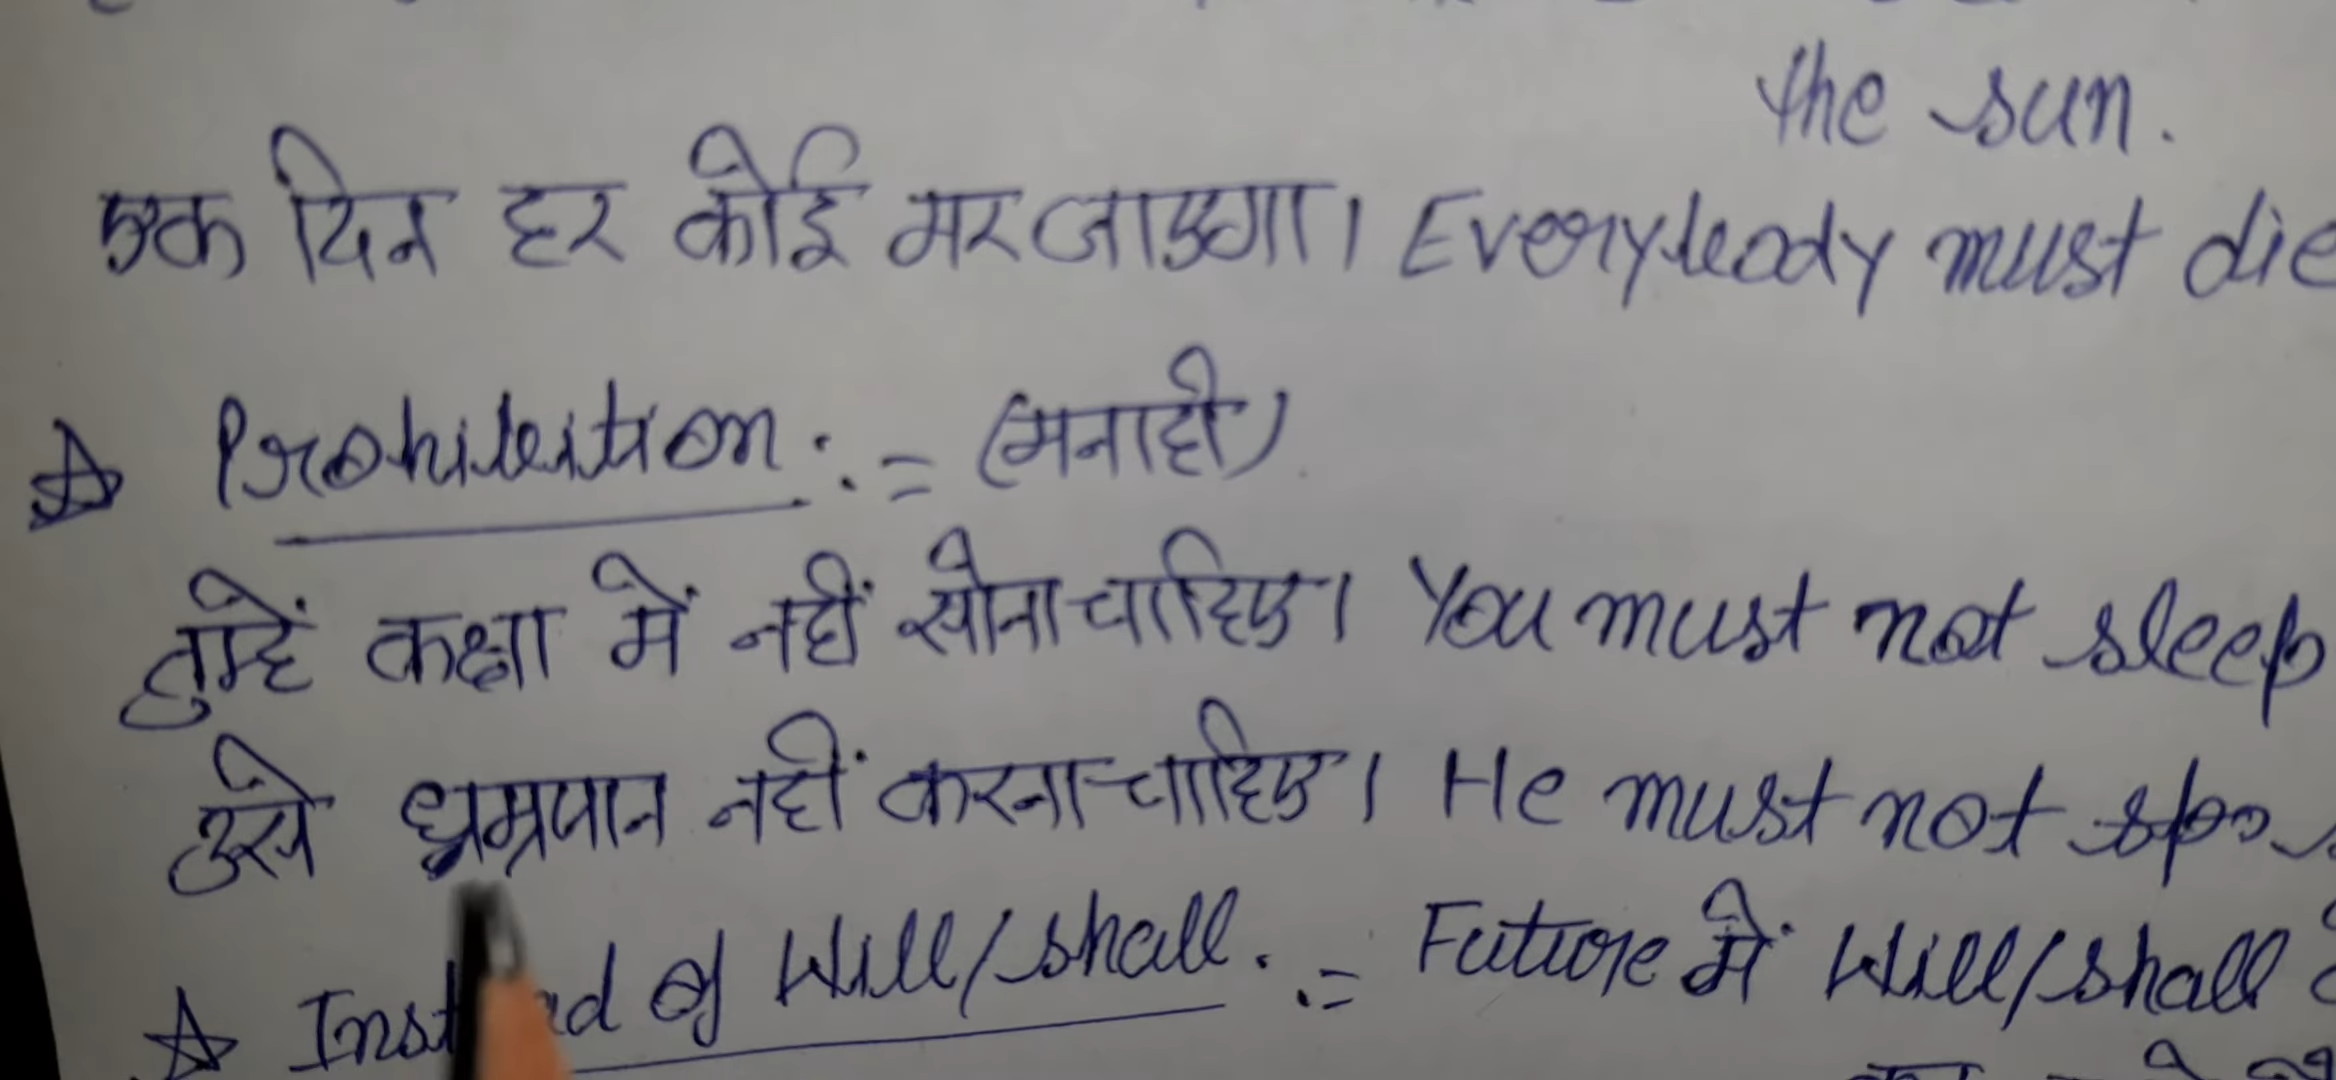 the sun.
एक दिन हर कोई मर जाएगा। Everybody must die
☆ Prohibition :- = (मनाही)
तुम्हें कक्षा में नहीं सोना चाहिए। You must not sleep
उसे धूम्रपान नहीं करना चाहिए। He must not
☆ of Will/shall. := Future में Will/shall